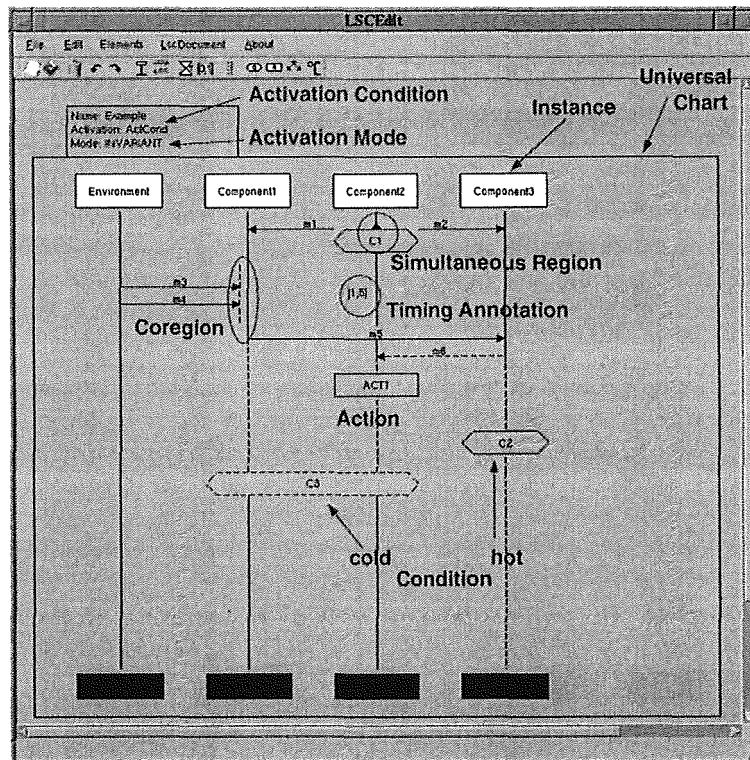 LSCEdit
File Edit Elements LscDocument About
Activation Condition
Name: Example
Activation: ActCond
Mode: INVARIANT
Activation Mode
Instance
Universal
Chart
Environment Component1 Component2 Component3
m1 m2
C1
Simultaneous Region
m3
m4
[1,5]
Timing Annotation
Coregion
m5
m6
ACT1
Action
C2
C3
cold hot
Condition